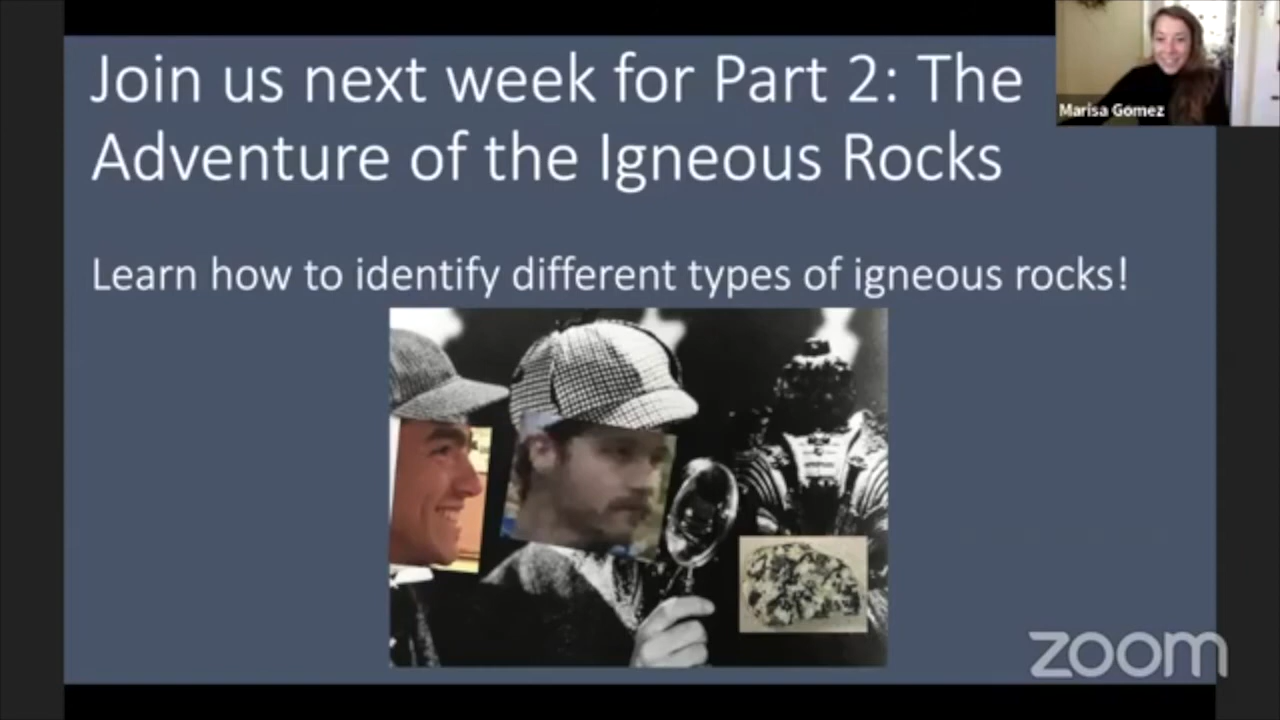 Join us next week for Part 2: The
Adventure of the Igneous Rocks
Marisa Gomez
Learn how to identify different types of igneous rocks!
zoom